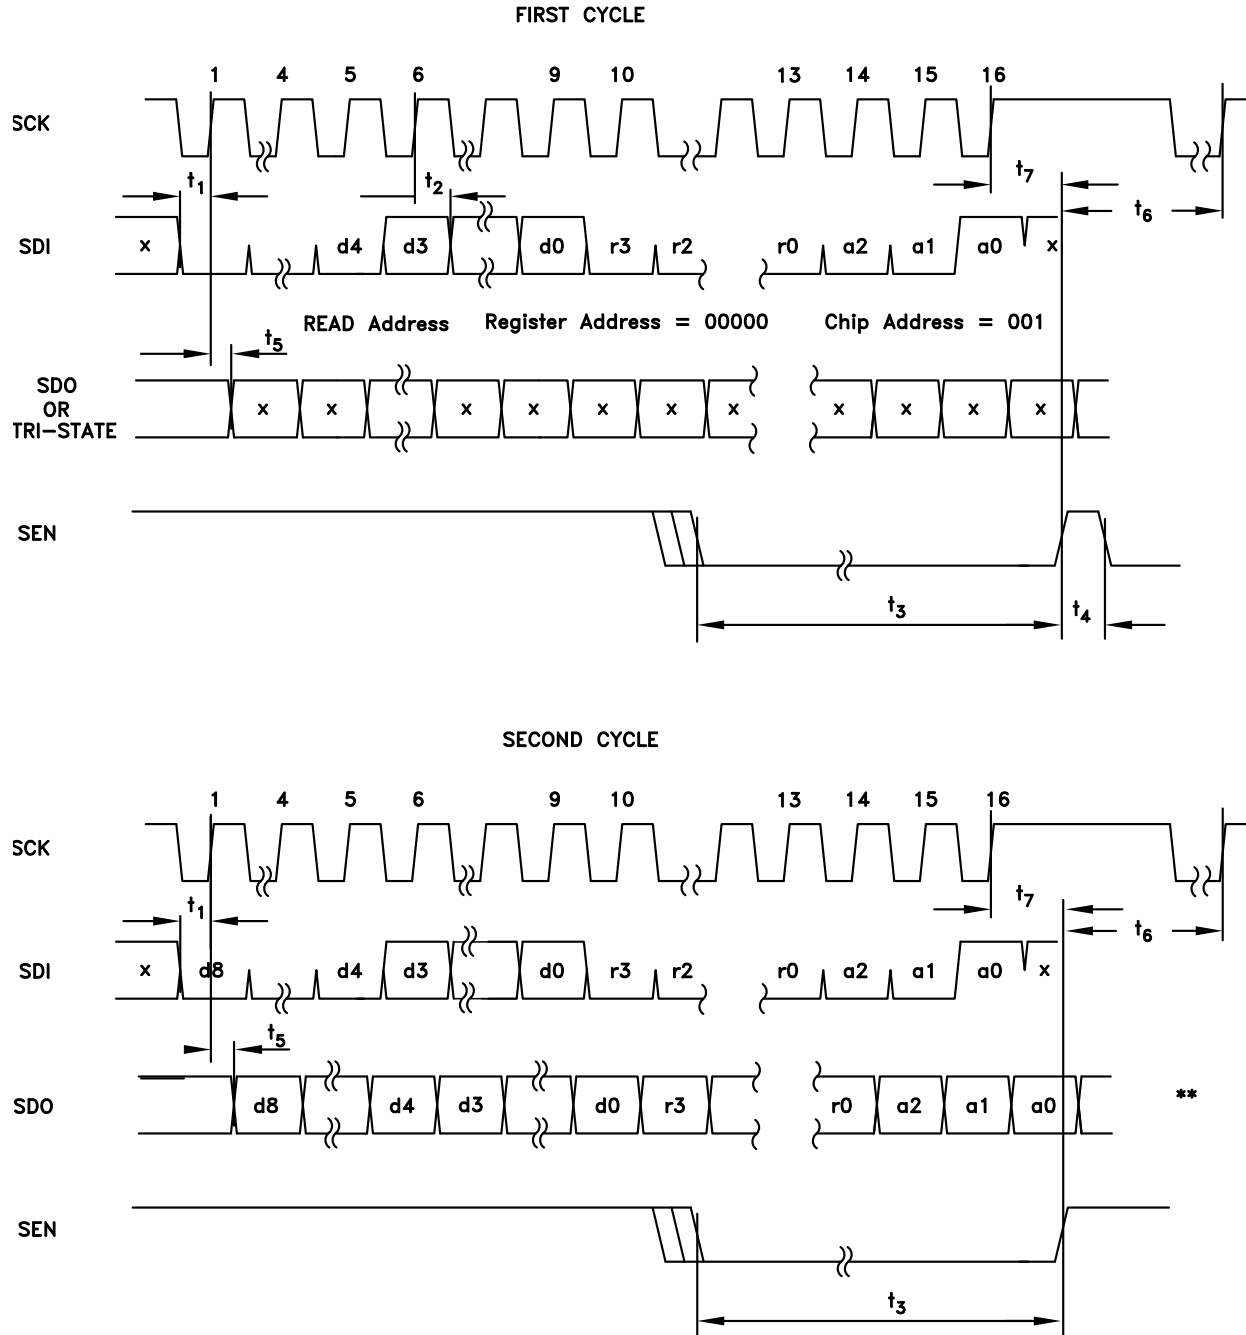 FIRST CYCLE
1 4 5 6 9 10 13 14 15 16
SCK
t1 t2 t7 t6
SDI x d4 d3 d0 r3 r2 r0 a2 a1 a0 x
READ Address Register Address = 00000 Chip Address = 001
t5
SDO
OR
TRI-STATE
x x x x x x x x x x x
SEN
t3 t4
SECOND CYCLE
1 4 5 6 9 10 13 14 15 16
SCK
t1 t7 t6
SDI x d8 d4 d3 d0 r3 r2 r0 a2 a1 a0 x
t5
SDO d8 d4 d3 d0 r3 r0 a2 a1 a0 **
SEN
t3